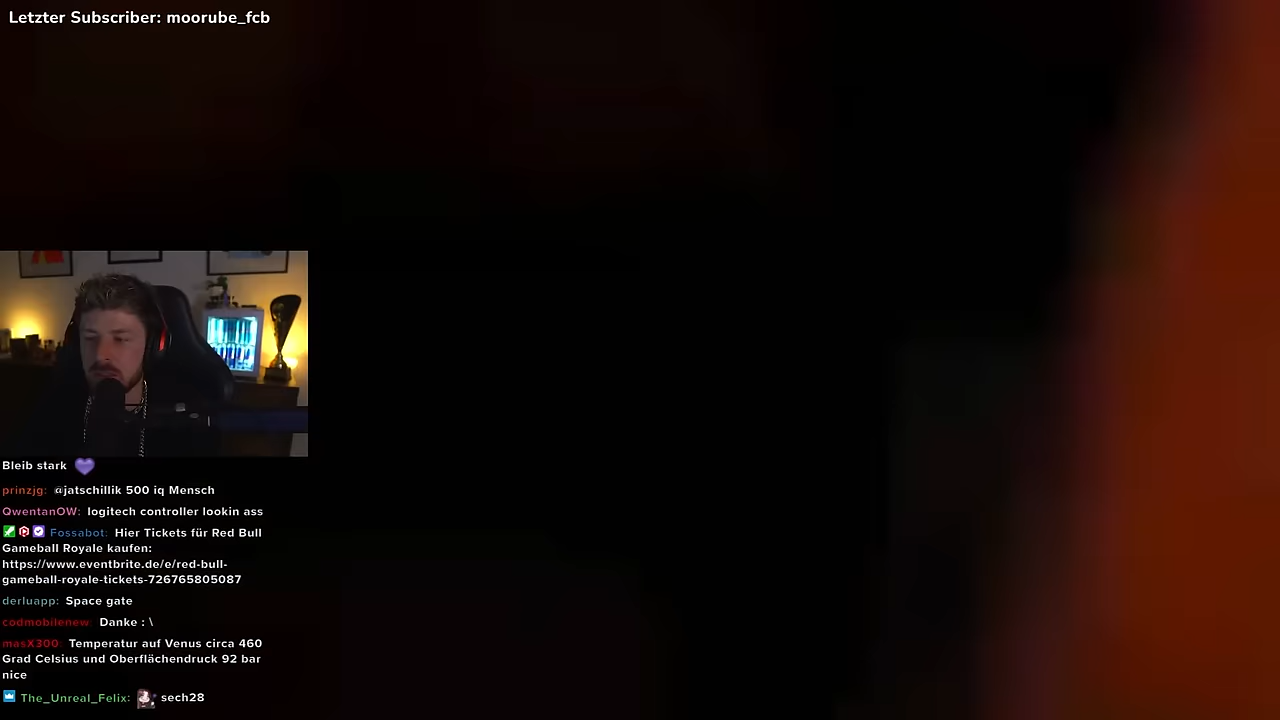 Letzter Subscriber: moorube_fcb
Bleib stark
prinzjg: @jatschillik 500 iq Mensch
QwentanOW: logitech controller lookin ass
Fossabot: Hier Tickets für Red Bull
Gameball Royale kaufen:
https://www.eventbrite.de/e/red-bull-
gameball-royale-tickets-726765805087
derluapp: Space gate
codmobilenew: Danke : \
masX300: Temperatur auf Venus circa 460
Grad Celsius und Oberflächendruck 92 bar
nice
The_Unreal_Felix: sech28